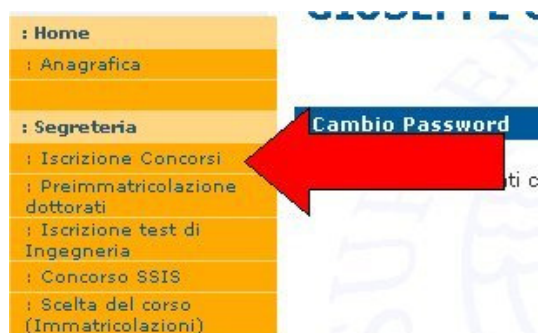 : Home
: Anagrafica
: Segreteria
Cambio Password
: Iscrizione Concorsi
: Preimmatricolazione
dottorati
: Iscrizione test di
Ingegneria
: Concorso SSIS
: Scelta del corso
(Immatricolazioni)